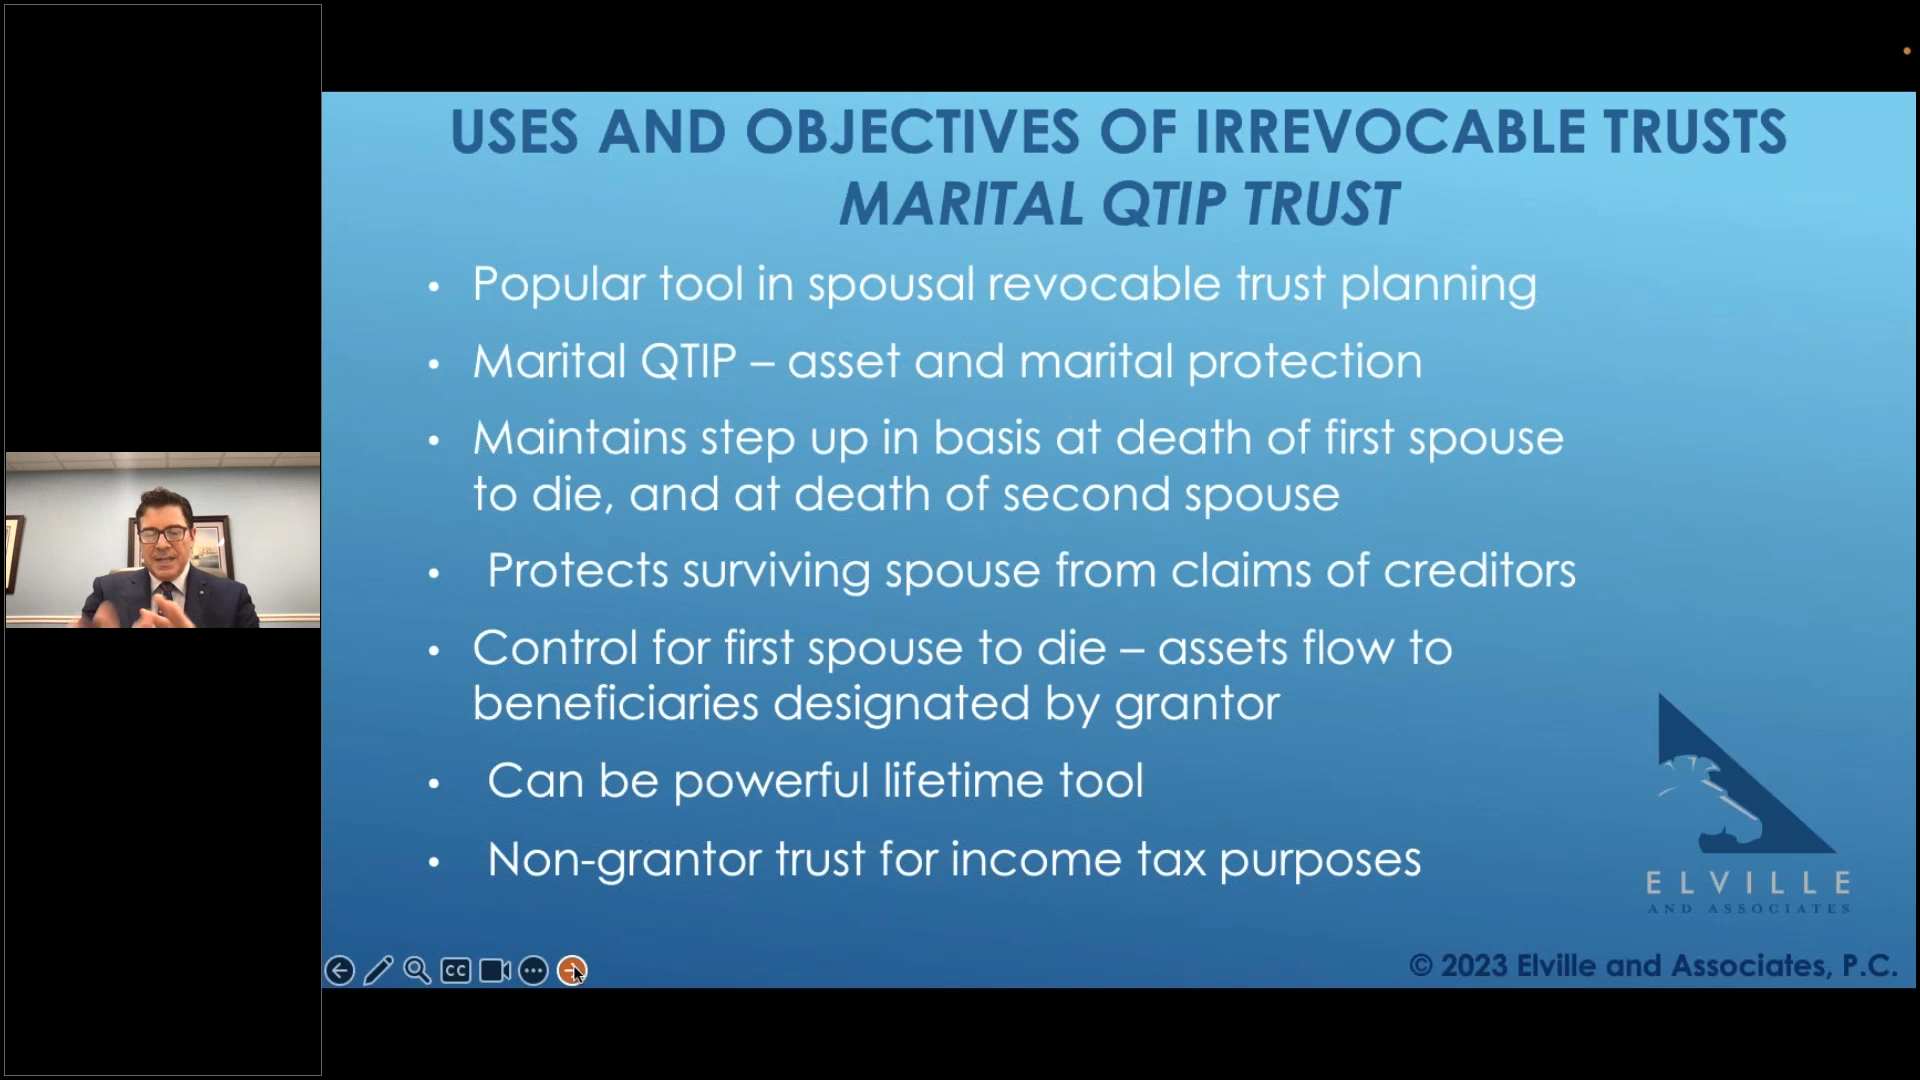 USES AND OBJECTIVES OF IRREVOCABLE TRUSTS
MARITAL QTIP TRUST
• Popular tool in spousal revocable trust planning
• Marital QTIP – asset and marital protection
• Maintains step up in basis at death of first spouse
to die, and at death of second spouse
• Protects surviving spouse from claims of creditors
• Control for first spouse to die – assets flow to
beneficiaries designated by grantor
• Can be powerful lifetime tool
• Non-grantor trust for income tax purposes
ELVILLE
AND ASSOCIATES
CC
© 2023 Elville and Associates, P.C.